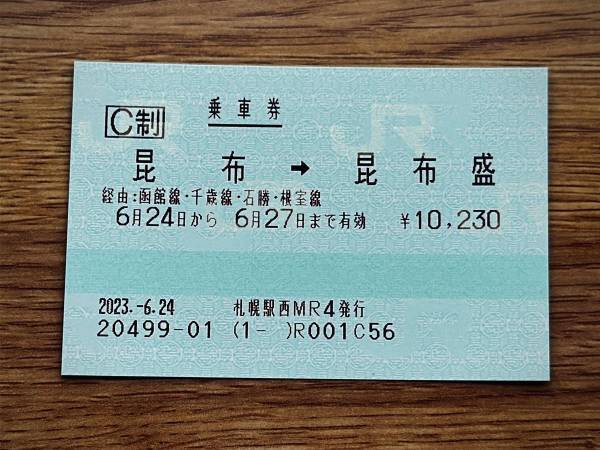 C制 乗車券
昆布 → 昆布盛
経由:函館線・千歳線・石勝・根室線
6月24日から 6月27日まで有効 ¥10,230
2023.-6.24 札幌駅西MR4発行
20499-01 (1- )R001C56